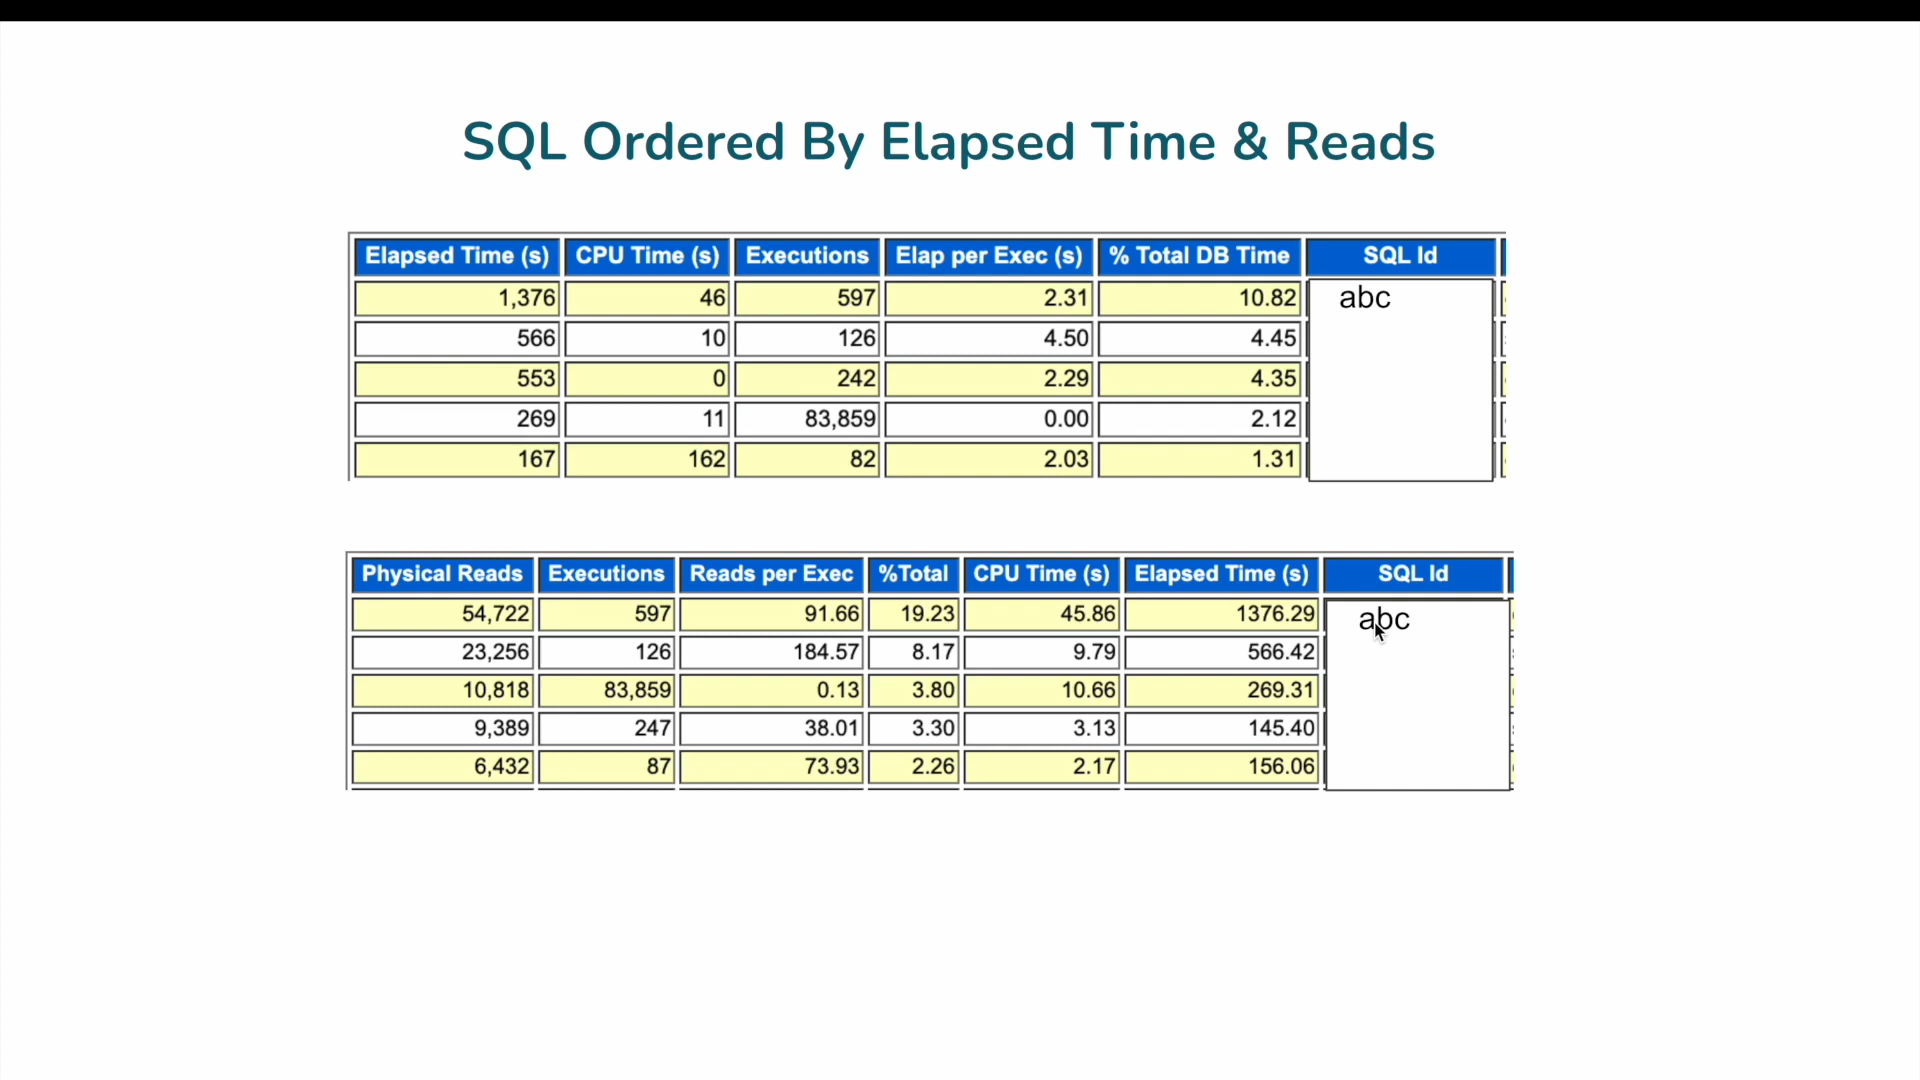 SQL Ordered By Elapsed Time & Reads
Elapsed Time (s) CPU Time (s) Executions Elap per Exec (s) % Total DB Time SQL Id
1,376 46 597 2.31 10.82 abc
566 10 126 4.50 4.45
553 0 242 2.29 4.35
269 11 83,859 0.00 2.12
167 162 82 2.03 1.31
Physical Reads Executions Reads per Exec %Total CPU Time (s) Elapsed Time (s) SQL Id
54,722 597 91.66 19.23 45.86 1376.29 abc
23,256 126 184.57 8.17 9.79 566.42
10,818 83,859 0.13 3.80 10.66 269.31
9,389 247 38.01 3.30 3.13 145.40
6,432 87 73.93 2.26 2.17 156.06